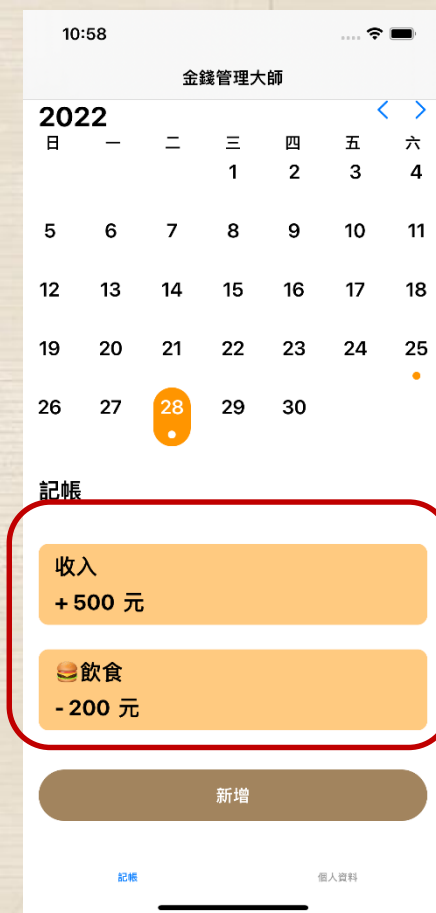 10:58
金錢管理大師
2022
日 一 二 三 四 五 六
1 2 3 4
5 6 7 8 9 10 11
12 13 14 15 16 17 18
19 20 21 22 23 24 25
26 27 28 29 30
記帳
收入
+ 500 元
飲食
- 200 元
新增
記帳 個人資料